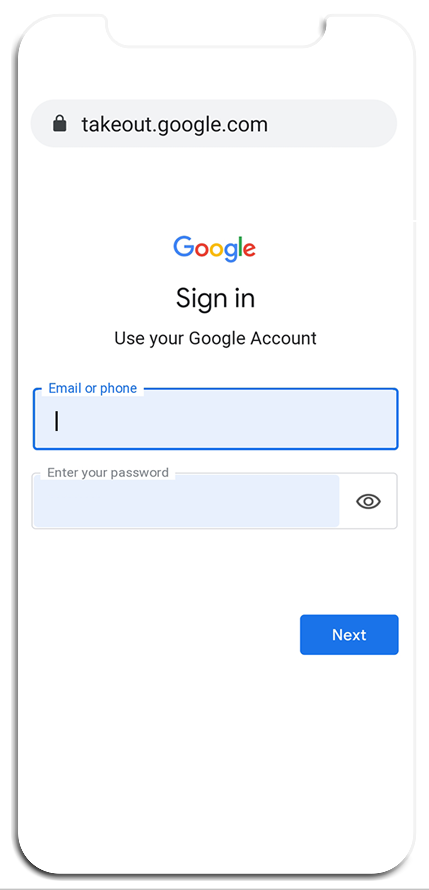 takeout.google.com
Google
Sign in
Use your Google Account
Email or phone
Enter your password
Next